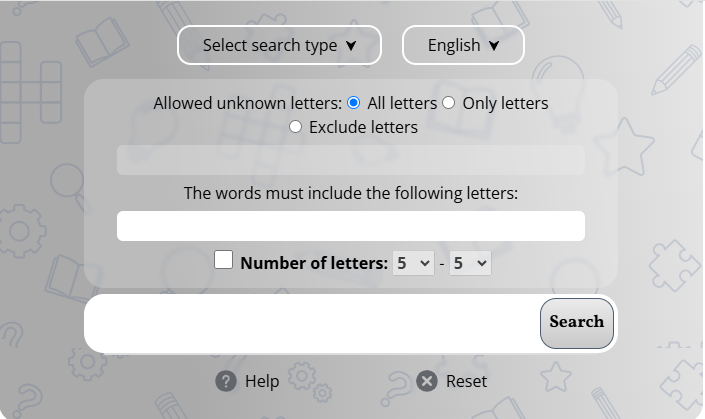 Select search type English
Allowed unknown letters: All letters Only letters
Exclude letters
The words must include the following letters:
Number of letters: 5 - 5
Search
Help Reset